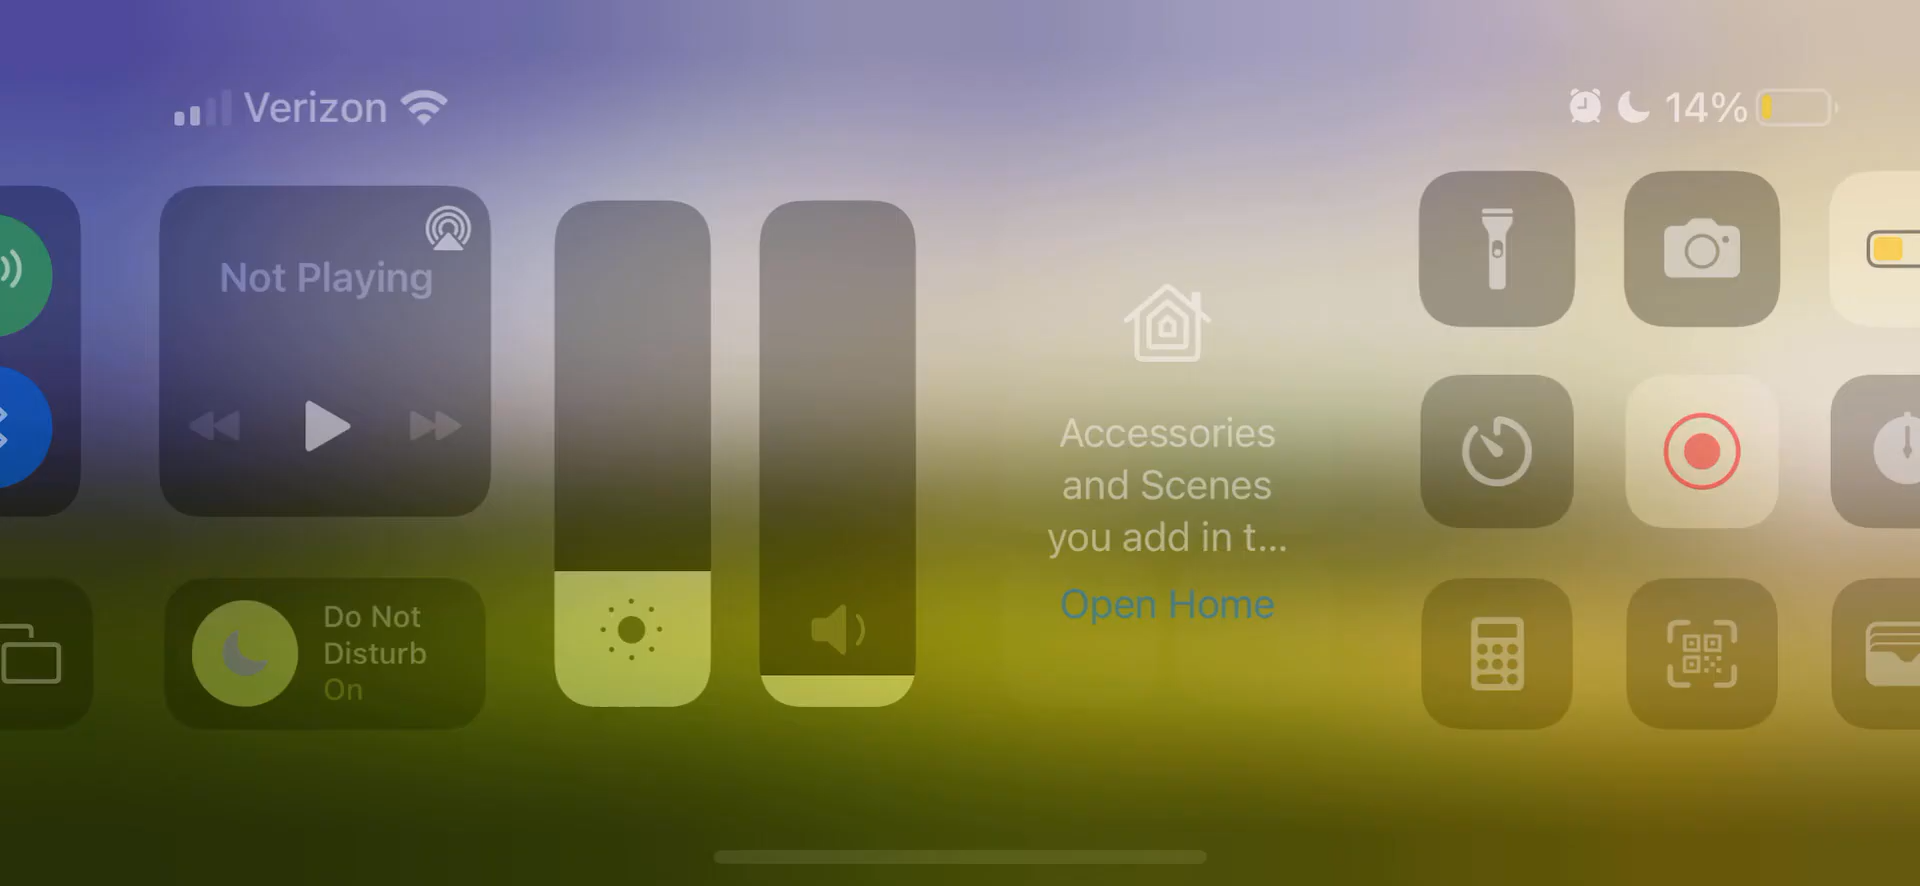 Verizon
14%
Not Playing
Do Not
Disturb
On
Accessories
and Scenes
you add in t...
Open Home